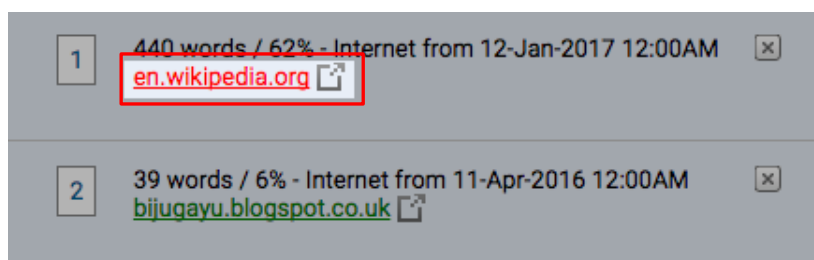 1
440 words / 62% - Internet from 12-Jan-2017 12:00AM
en.wikipedia.org
2
39 words / 6% - Internet from 11-Apr-2016 12:00AM
bijugayu.blogspot.co.uk